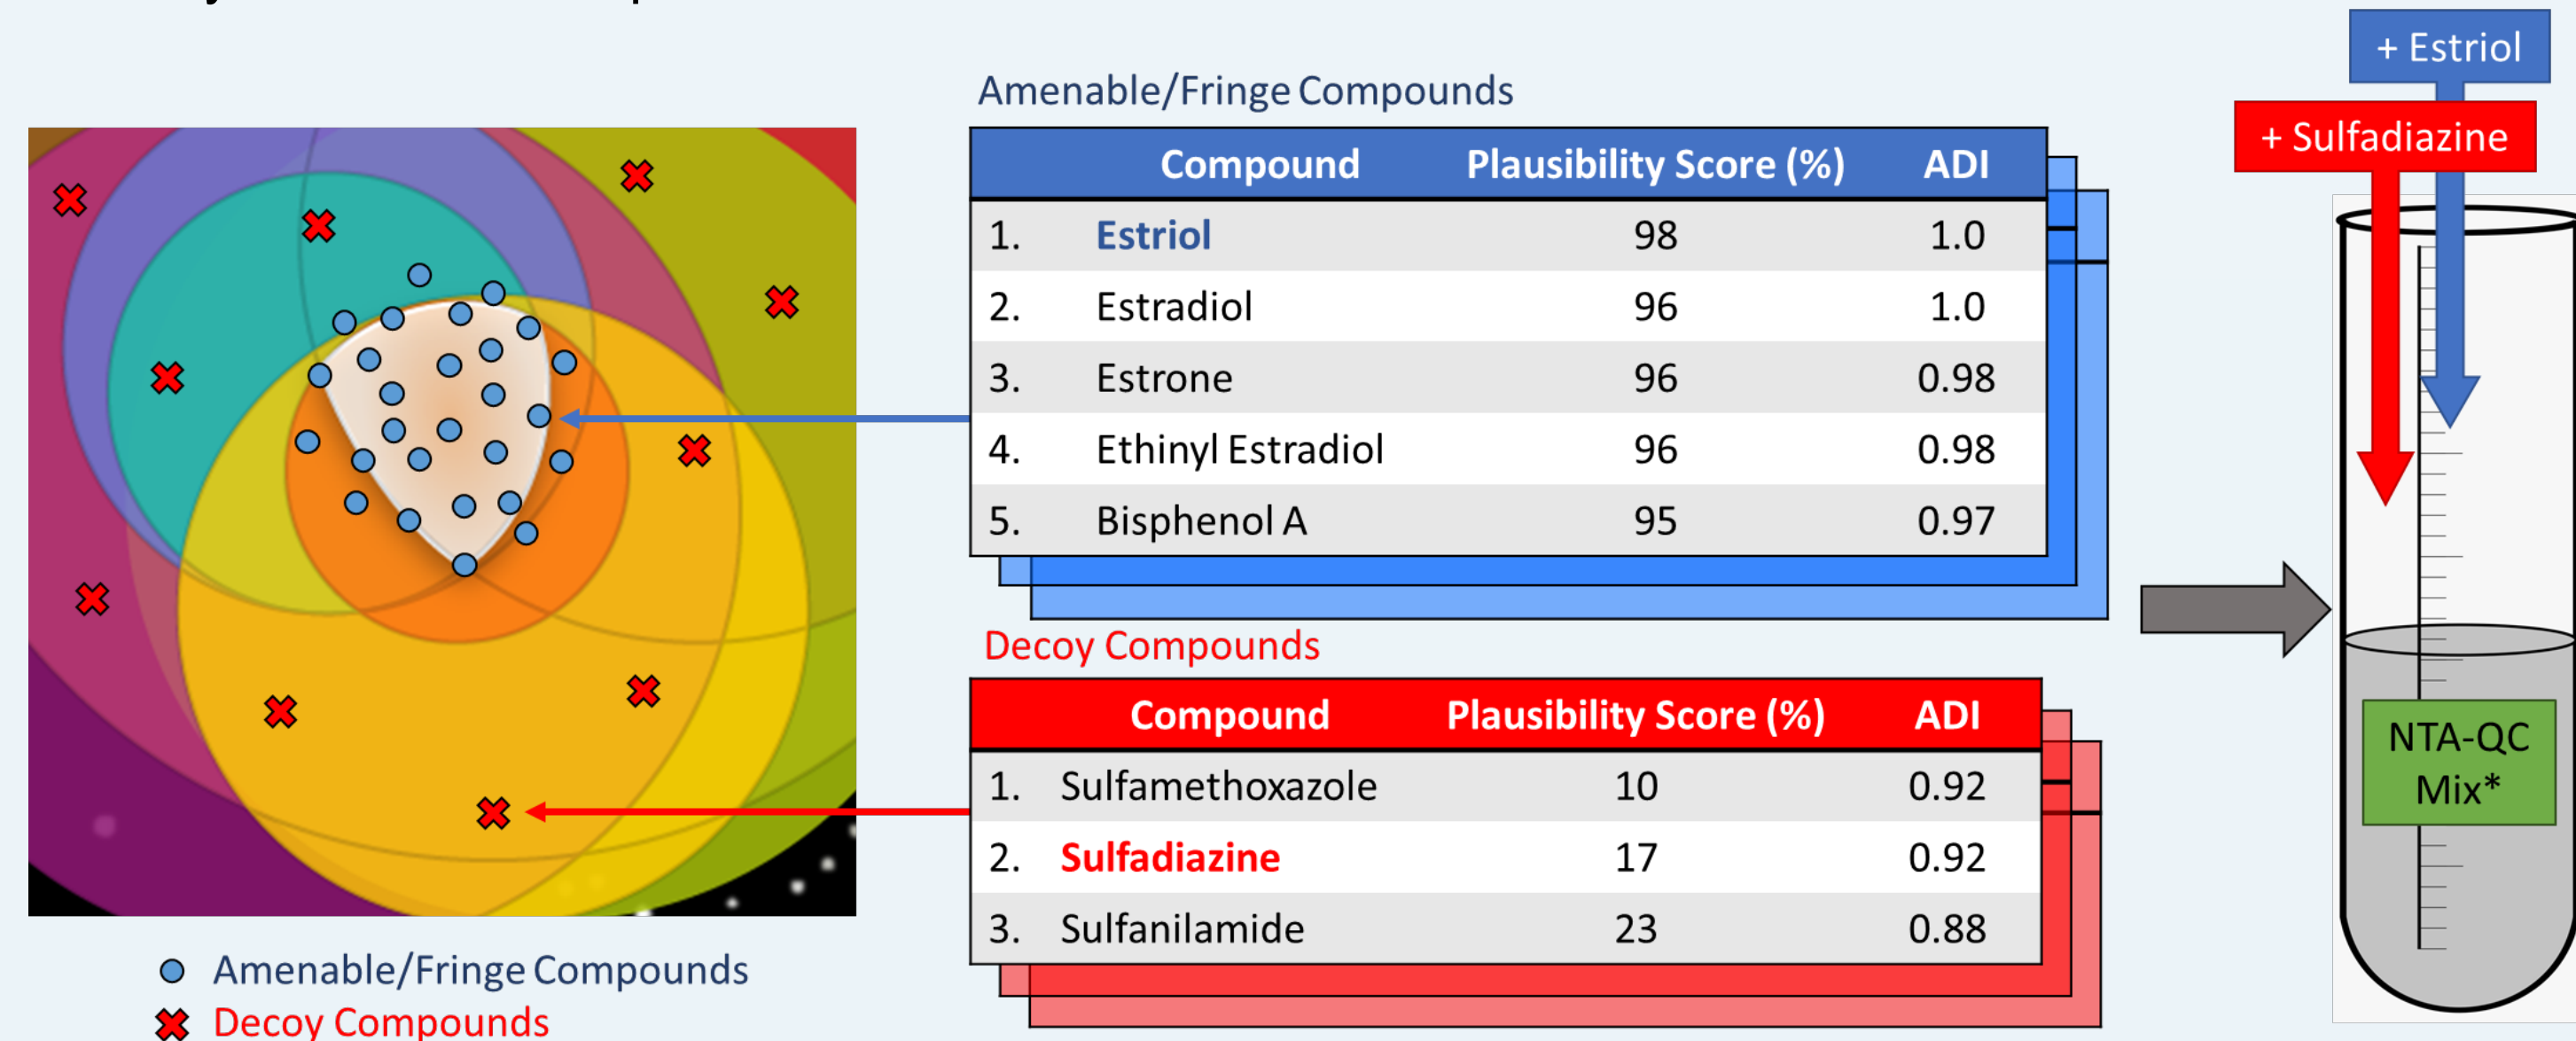 + Estriol
+ Sulfadiazine
Amenable/Fringe Compounds
Compound Plausibility Score (%) ADI
1. Estriol 98 1.0
2. Estradiol 96 1.0
3. Estrone 96 0.98
4. Ethinyl Estradiol 96 0.98
5. Bisphenol A 95 0.97
Decoy Compounds
Compound Plausibility Score (%) ADI
1. Sulfamethoxazole 10 0.92
2. Sulfadiazine 17 0.92
3. Sulfanilamide 23 0.88
NTA-QC
Mix*
Amenable/Fringe Compounds
Decoy Compounds